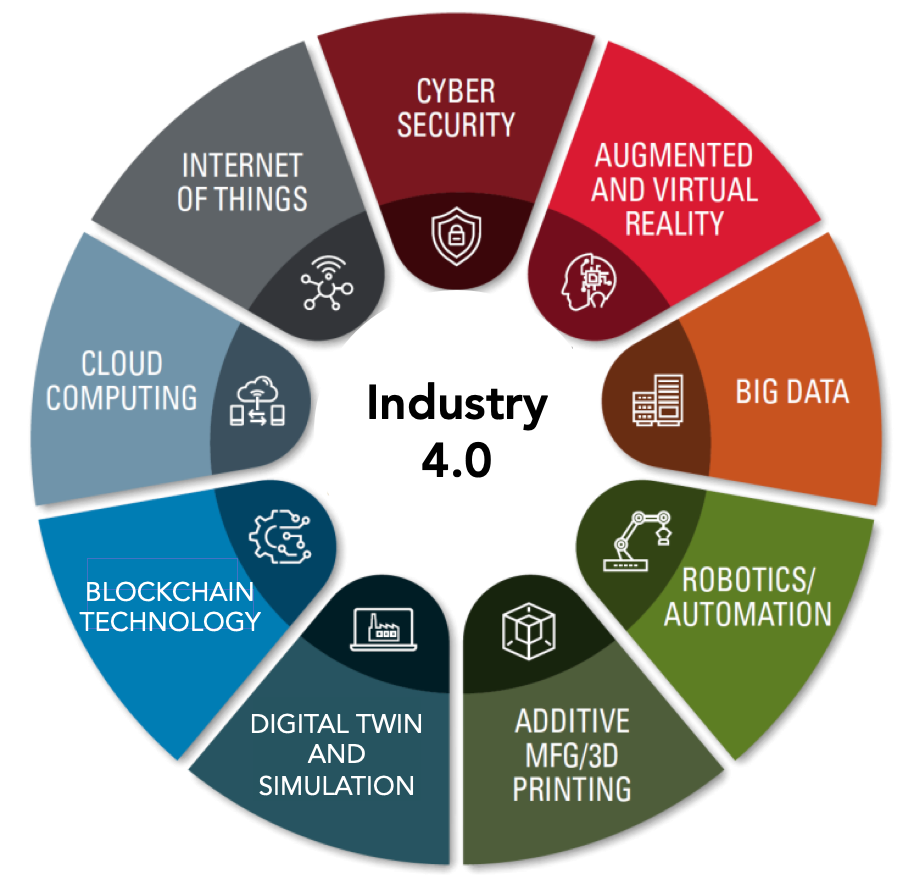 CYBER
SECURITY
AUGMENTED
AND VIRTUAL
REALITY
BIG DATA
ROBOTICS/
AUTOMATION
ADDITIVE
MFG/3D
PRINTING
DIGITAL TWIN
AND
SIMULATION
BLOCKCHAIN
TECHNOLOGY
CLOUD
COMPUTING
INTERNET
OF THINGS
Industry
4.0